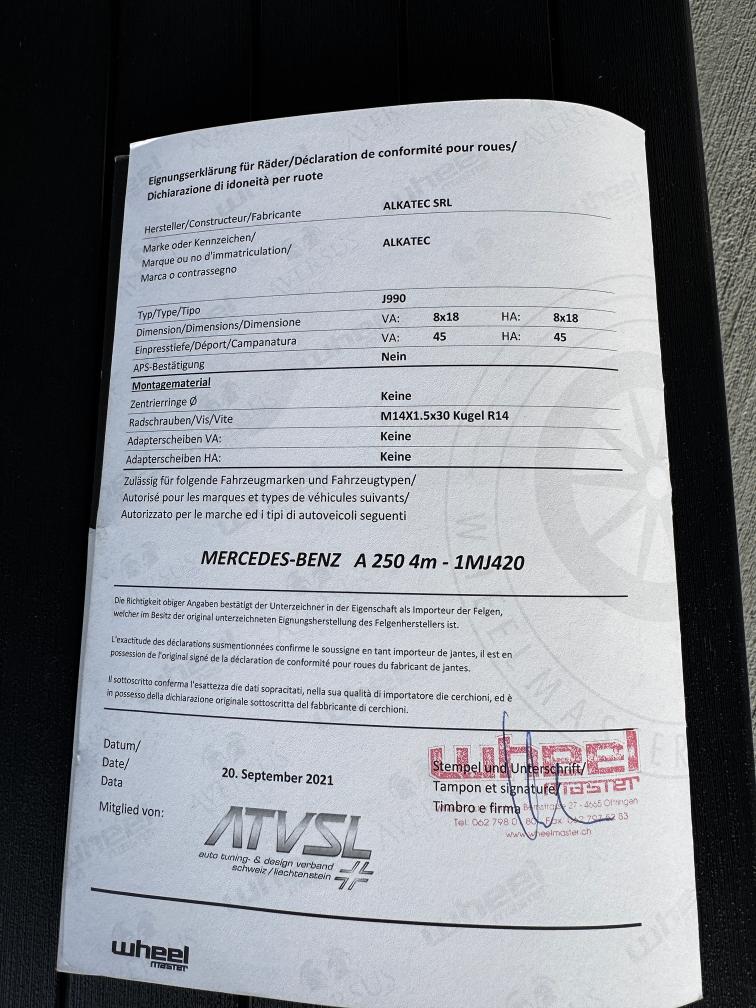 Eignungserklärung für Räder/Déclaration de conformité pour roues/
Dichiarazione di idoneità per ruote
Hersteller/Constructeur/Fabricante ALKATEC SRL
Marke oder Kennzeichen/ ALKATEC
Marque ou no d'immatriculation/
Marca o contrassegno
Typ/Type/Tipo J990
Dimension/Dimensions/Dimensione VA: 8x18 HA: 8x18
Einpresstiefe/Déport/Campanatura VA: 45 HA: 45
APS-Bestätigung Nein
Montagematerial
Zentrierringe Ø Keine
Radschrauben/Vis/Vite M14X1.5x30 Kugel R14
Adapterscheiben VA: Keine
Adapterscheiben HA: Keine
Zulässig für folgende Fahrzeugmarken und Fahrzeugtypen/
Autorisé pour les marques et types de véhicules suivants/
Autorizzato per le marche ed i tipi di autoveicoli seguenti
MERCEDES-BENZ A 250 4m - 1MJ420
Die Richtigkeit obiger Angaben bestätigt der Unterzeichner in der Eigenschaft als Importeur der Felgen,
welcher im Besitz der original unterzeichneten Eignungsherstellung des Felgenherstellers ist.
L'exactitude des déclarations susmentionnées confirme le soussigne en tant importeur de jantes, il est en
possession de l'original signé de la déclaration de conformité pour roues du fabricant de jantes.
Il sottoscritto conferma l'esattezza die dati sopracitati, nella sua qualità di importatore die cerchioni, ed è
in possesso della dichiarazione originale sottoscritta del fabbricante di cerchioni.
Datum/
Date/
Data
20. September 2021
wheel
master
Stempel und Unterschrift/
Tampon et signature/
Timbro e firma
27 - 4665 Oftringen
Tel. 062 798 0
Fax
www.wheelmaster.ch
Mitglied von:
ATVSL
auto tuning- & design verband
schweiz/liechtenstein
wheel
master